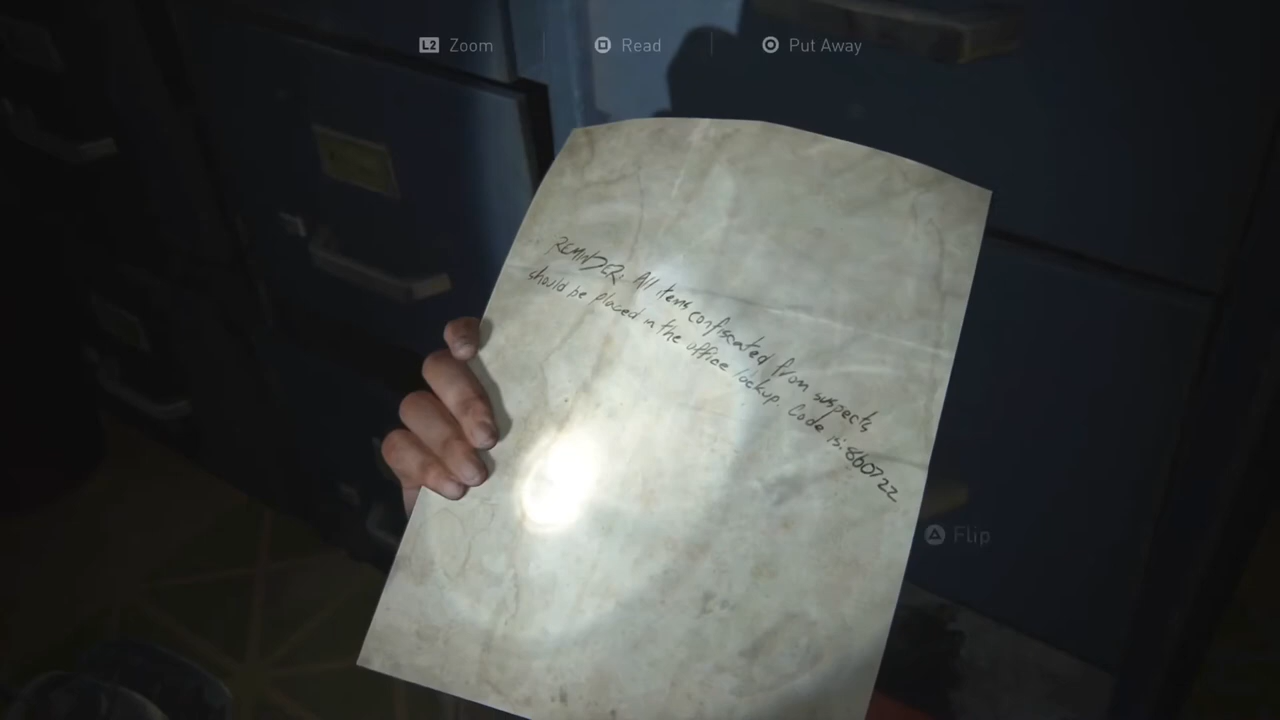 L2 Zoom
Read
Put Away
REMINDER: All items confiscated from suspects
should be placed in the office lockup. Code is: 860722
Flip